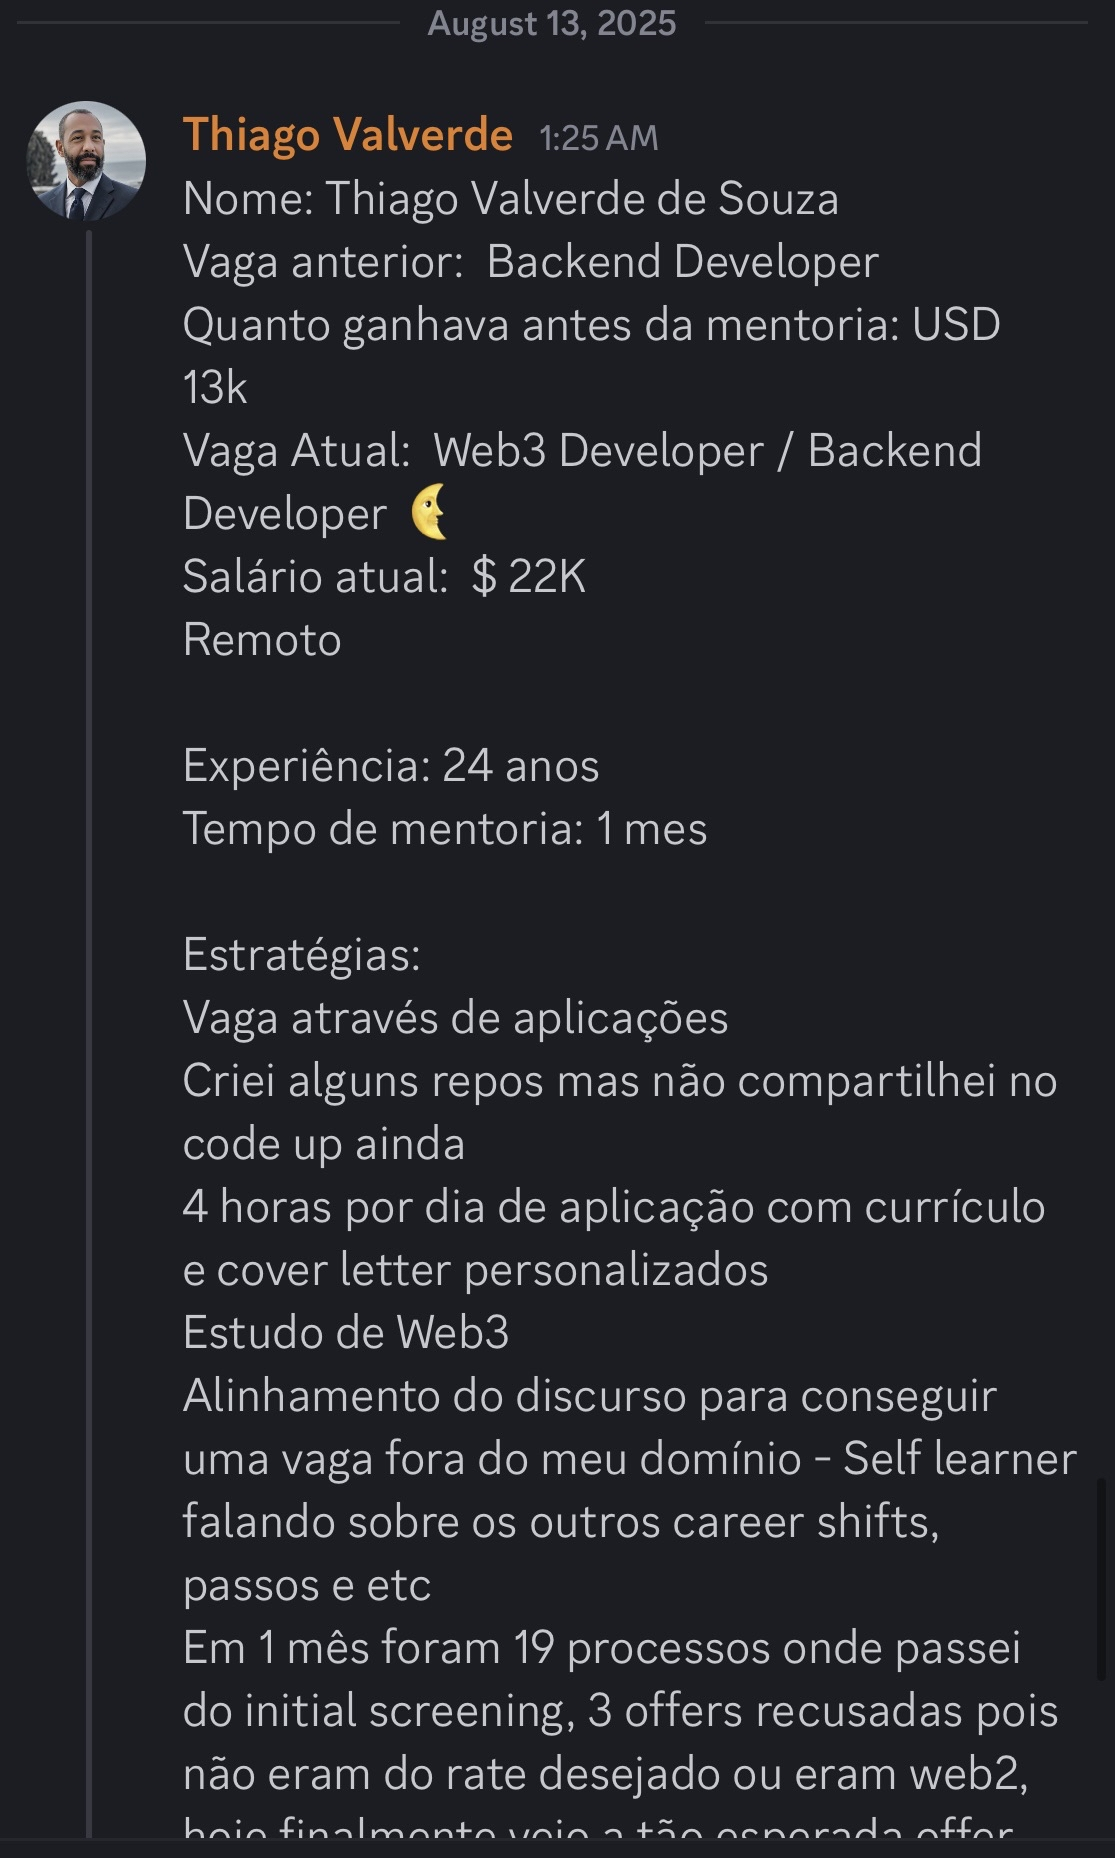 August 13, 2025
Thiago Valverde 1:25 AM
Nome: Thiago Valverde de Souza
Vaga anterior:  Backend Developer
Quanto ganhava antes da mentoria: USD
13k
Vaga Atual:  Web3 Developer / Backend
Developer 🌜
Salário atual:  $ 22K
Remoto
Experiência: 24 anos
Tempo de mentoria: 1 mes
Estratégias:
Vaga através de aplicações
Criei alguns repos mas não compartilhei no
code up ainda
4 horas por dia de aplicação com currículo
e cover letter personalizados
Estudo de Web3
Alinhamento do discurso para conseguir
uma vaga fora do meu domínio - Self learner
falando sobre os outros career shifts,
passos e etc
Em 1 mês foram 19 processos onde passei
do initial screening, 3 offers recusadas pois
não eram do rate desejado ou eram web2,
hoje finalmente veio a tão esperada offer